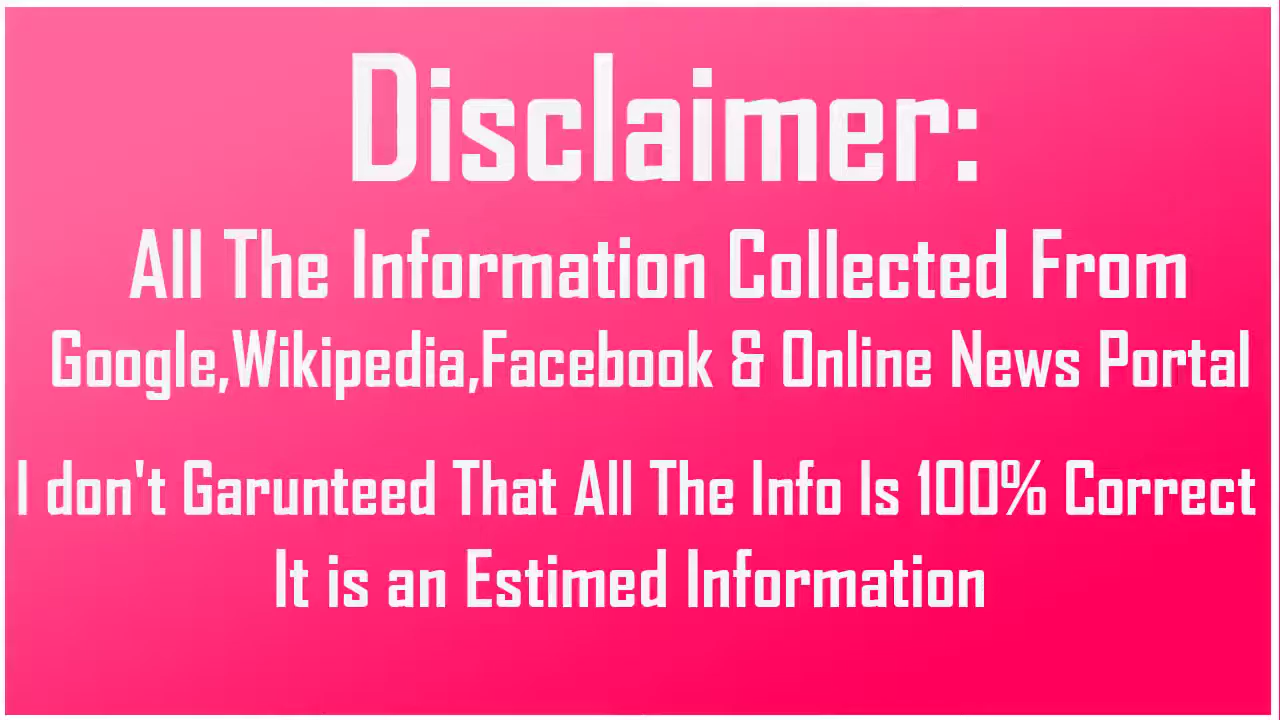 Disclaimer:
All The Information Collected From
Google,Wikipedia,Facebook & Online News Portal
I don't Garunteed That All The Info Is 100% Correct
It is an Estimed Information